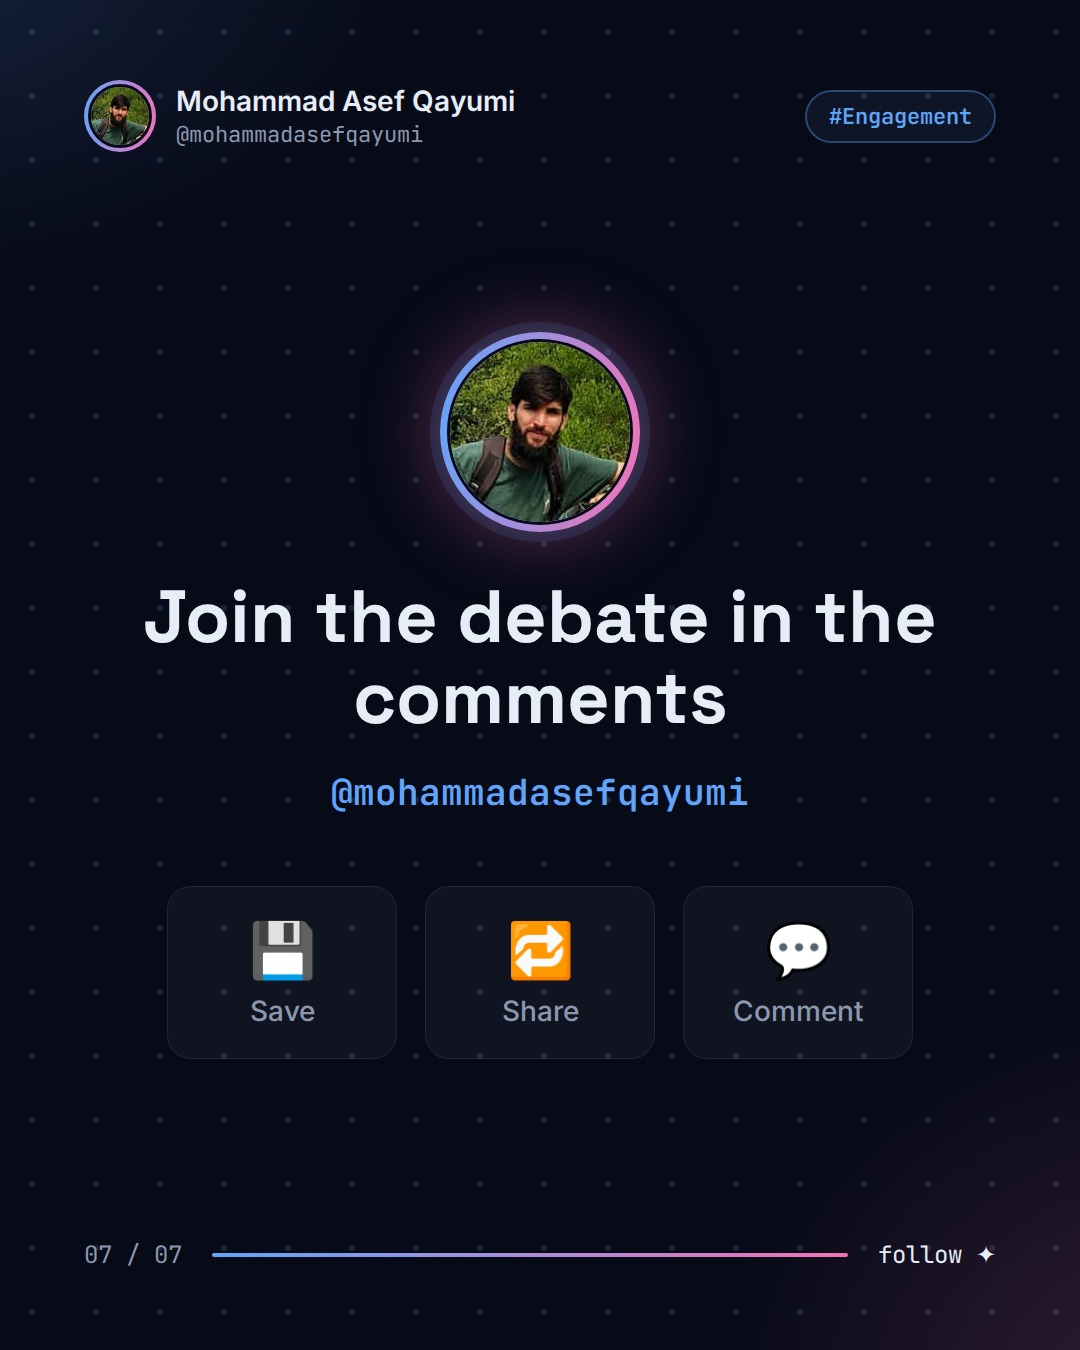 Mohammad Asef Qayumi
@mohammadasefqayumi
#Engagement
Join the debate in the
comments
@mohammadasefqayumi
Save
Share
Comment
07 / 07
follow ✦